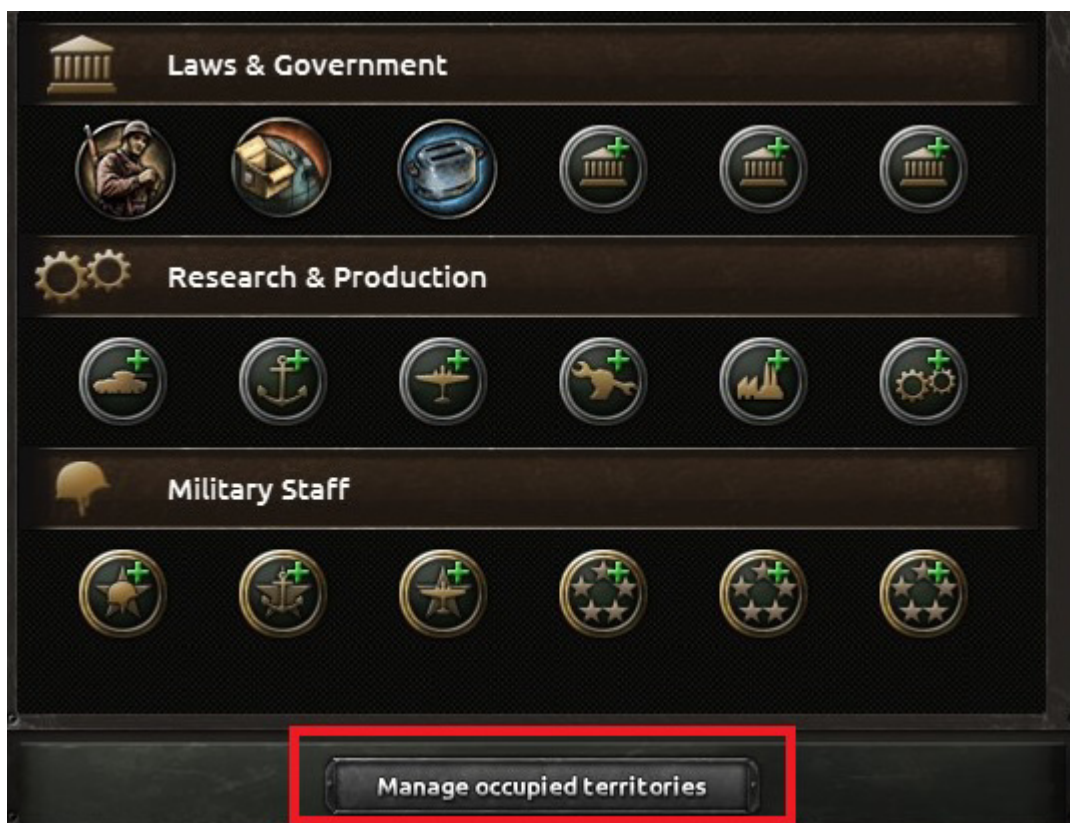 Laws & Government
Research & Production
Military Staff
Manage occupied territories